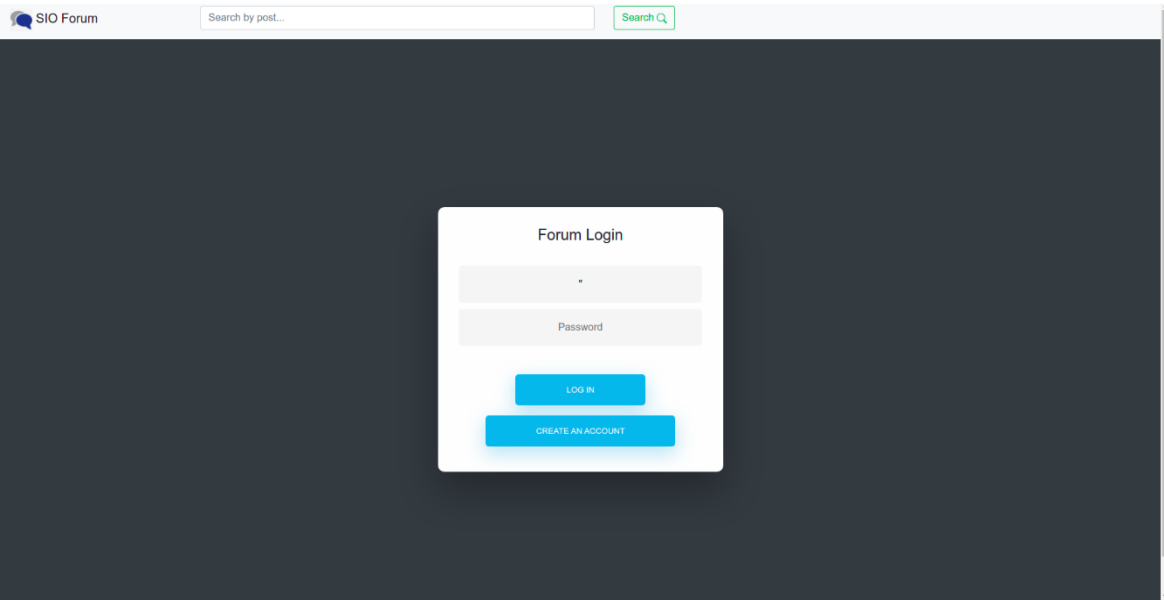 SIO Forum
Search by post...
Search
Forum Login
"
Password
LOG IN
CREATE AN ACCOUNT